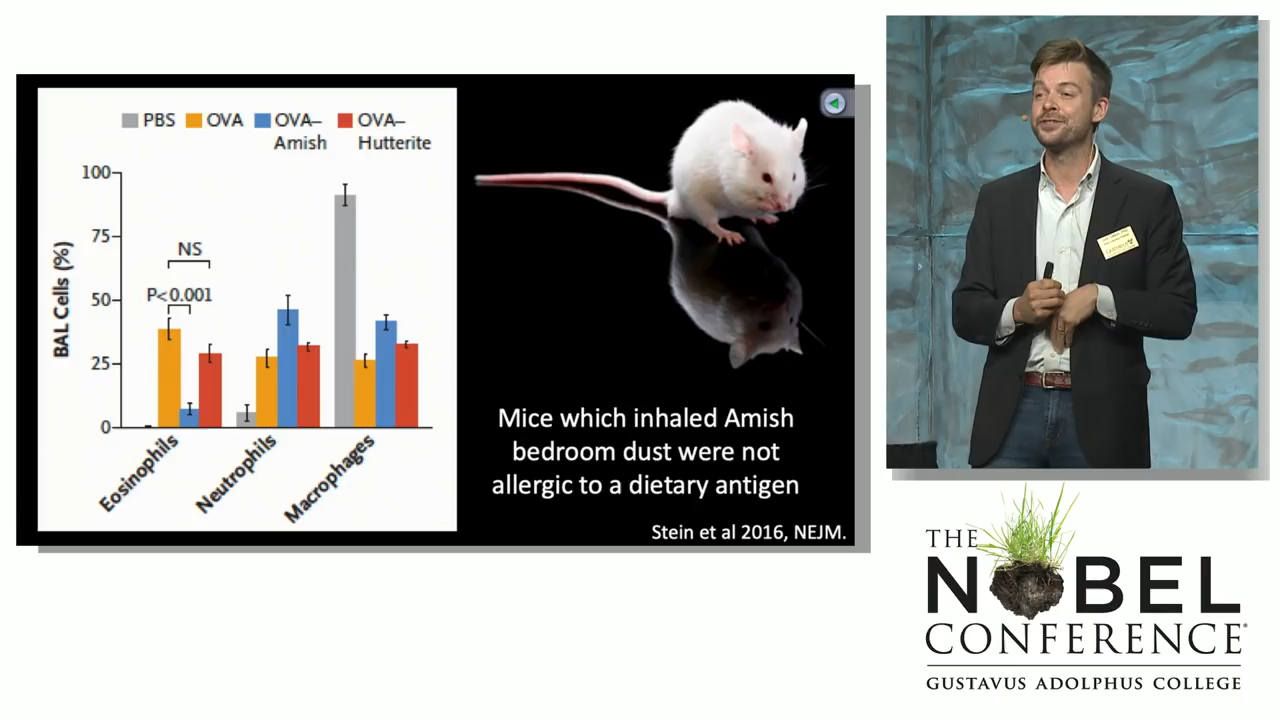 PBS OVA OVA– OVA–
Amish Hutterite
100
75
50
25
0
BAL Cells (%)
NS
P<0.001
Eosinophils
Neutrophils
Macrophages
Mice which inhaled Amish
bedroom dust were not
allergic to a dietary antigen
Stein et al 2016, NEJM.
THE
NOBEL
CONFERENCE®
GUSTAVUS ADOLPHUS COLLEGE